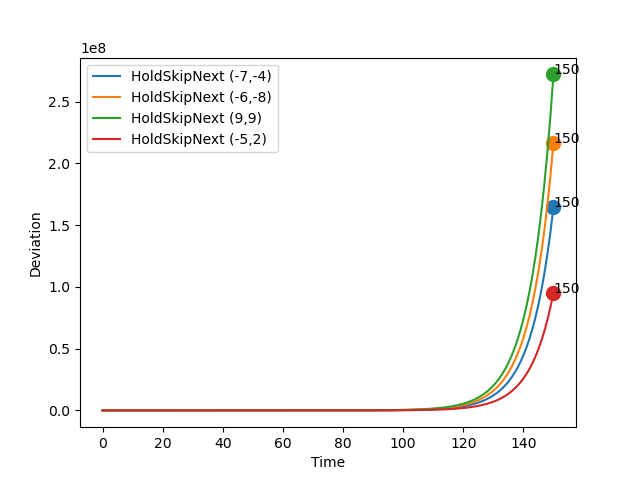 1e8
HoldSkipNext (-7,-4)
HoldSkipNext (-6,-8)
HoldSkipNext (9,9)
HoldSkipNext (-5,2)
150
150
150
150
2.5
2.0
1.5
1.0
0.5
0.0
Deviation
0 20 40 60 80 100 120 140
Time